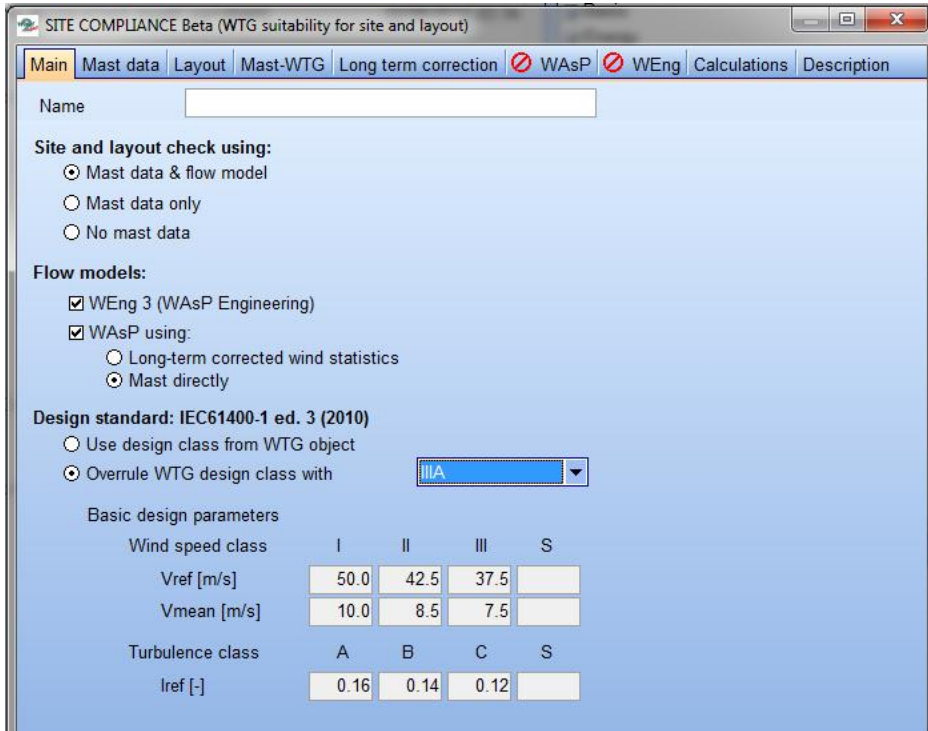 SITE COMPLIANCE Beta (WTG suitability for site and layout)
Main Mast data Layout Mast-WTG Long term correction WAsP WEng Calculations Description
Name
Site and layout check using:
Mast data & flow model
Mast data only
No mast data
Flow models:
WEng 3 (WAsP Engineering)
WAsP using:
Long-term corrected wind statistics
Mast directly
Design standard: IEC61400-1 ed. 3 (2010)
Use design class from WTG object
Overrule WTG design class with IIIA
Basic design parameters
Wind speed class I II III S
Vref [m/s] 50.0 42.5 37.5
Vmean [m/s] 10.0 8.5 7.5
Turbulence class A B C S
Iref [-] 0.16 0.14 0.12